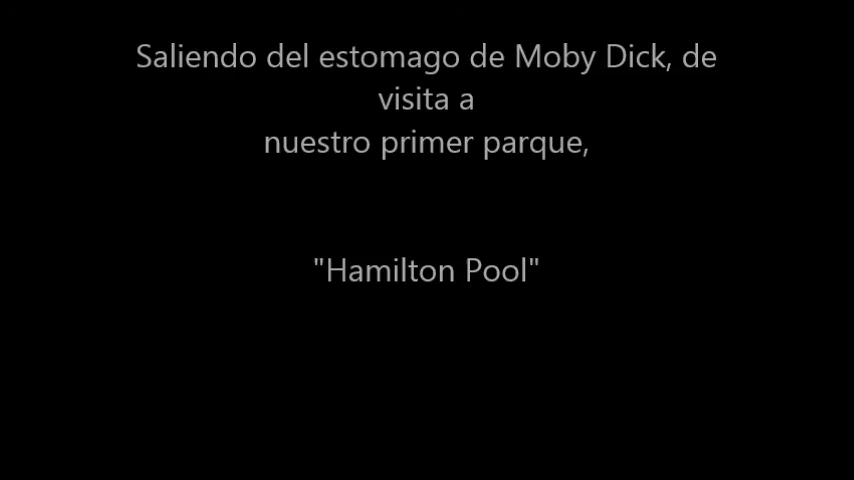 Saliendo del estomago de Moby Dick, de
visita a
nuestro primer parque,
"Hamilton Pool"